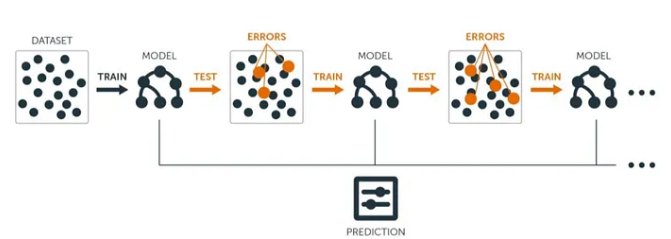 DATASET
MODEL
TRAIN
TEST
ERRORS
TRAIN
MODEL
TEST
ERRORS
TRAIN
MODEL
PREDICTION